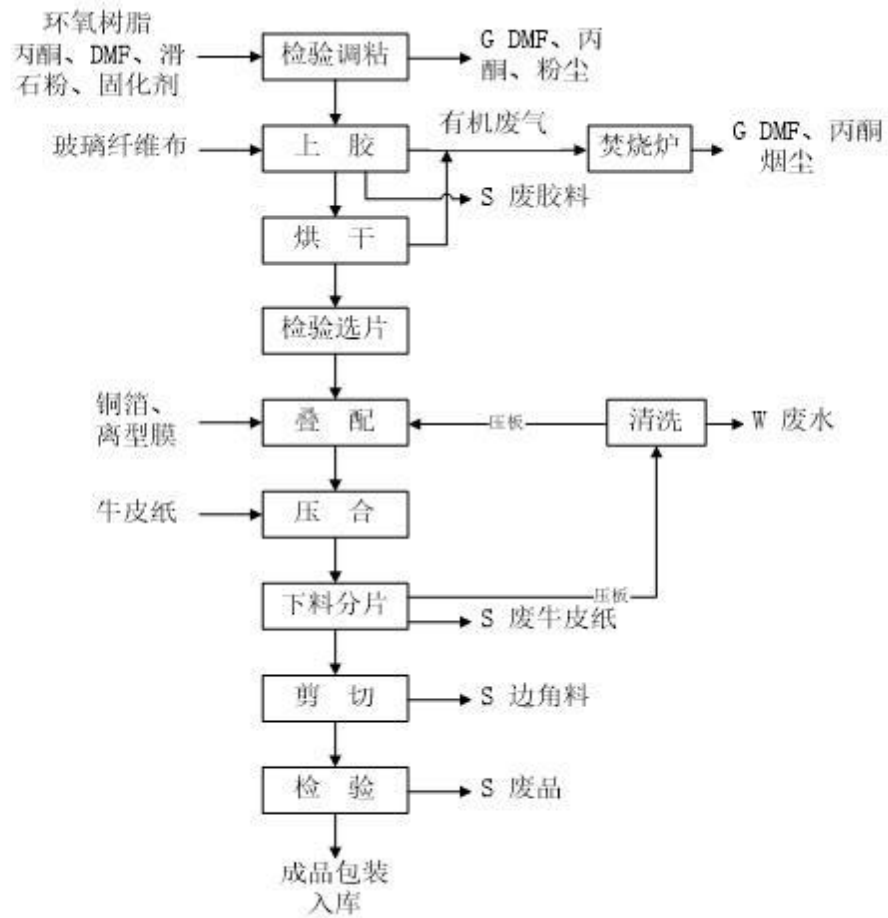 环氧树脂
丙酮、DMF、滑
石粉、固化剂
检验调粘
G DMF、丙
酮、粉尘
玻璃纤维布
上 胶
有机废气
焚烧炉
G DMF、丙酮
烟尘
S 废胶料
烘 干
检验选片
铜箔、
离型膜
叠 配
压板
清洗
W 废水
牛皮纸
压 合
下料分片
压板
S 废牛皮纸
剪 切
S 边角料
检 验
S 废品
成品包装
入库